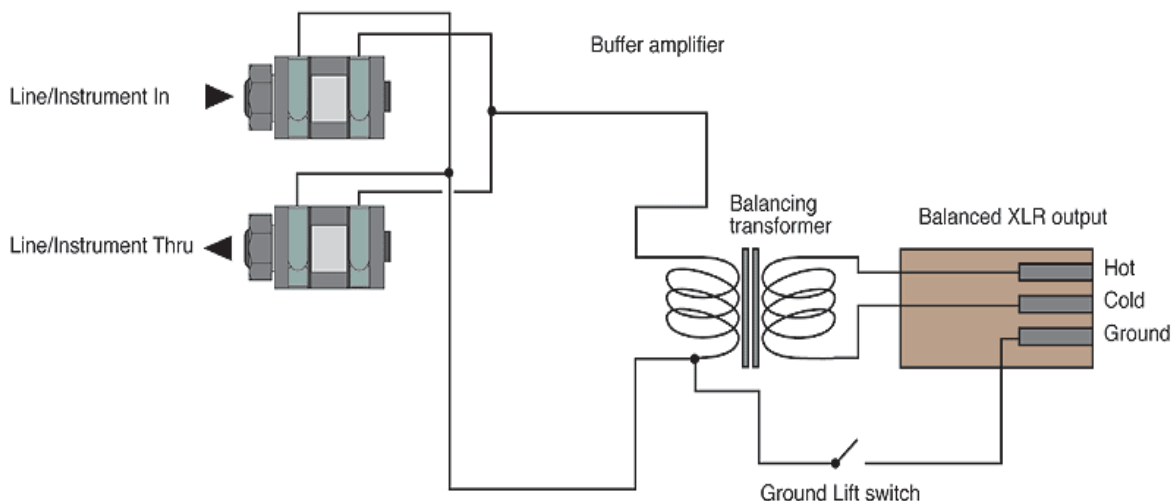 Buffer amplifier
Line/Instrument In
Line/Instrument Thru
Balancing
transformer
Balanced XLR output
Hot
Cold
Ground
Ground Lift switch